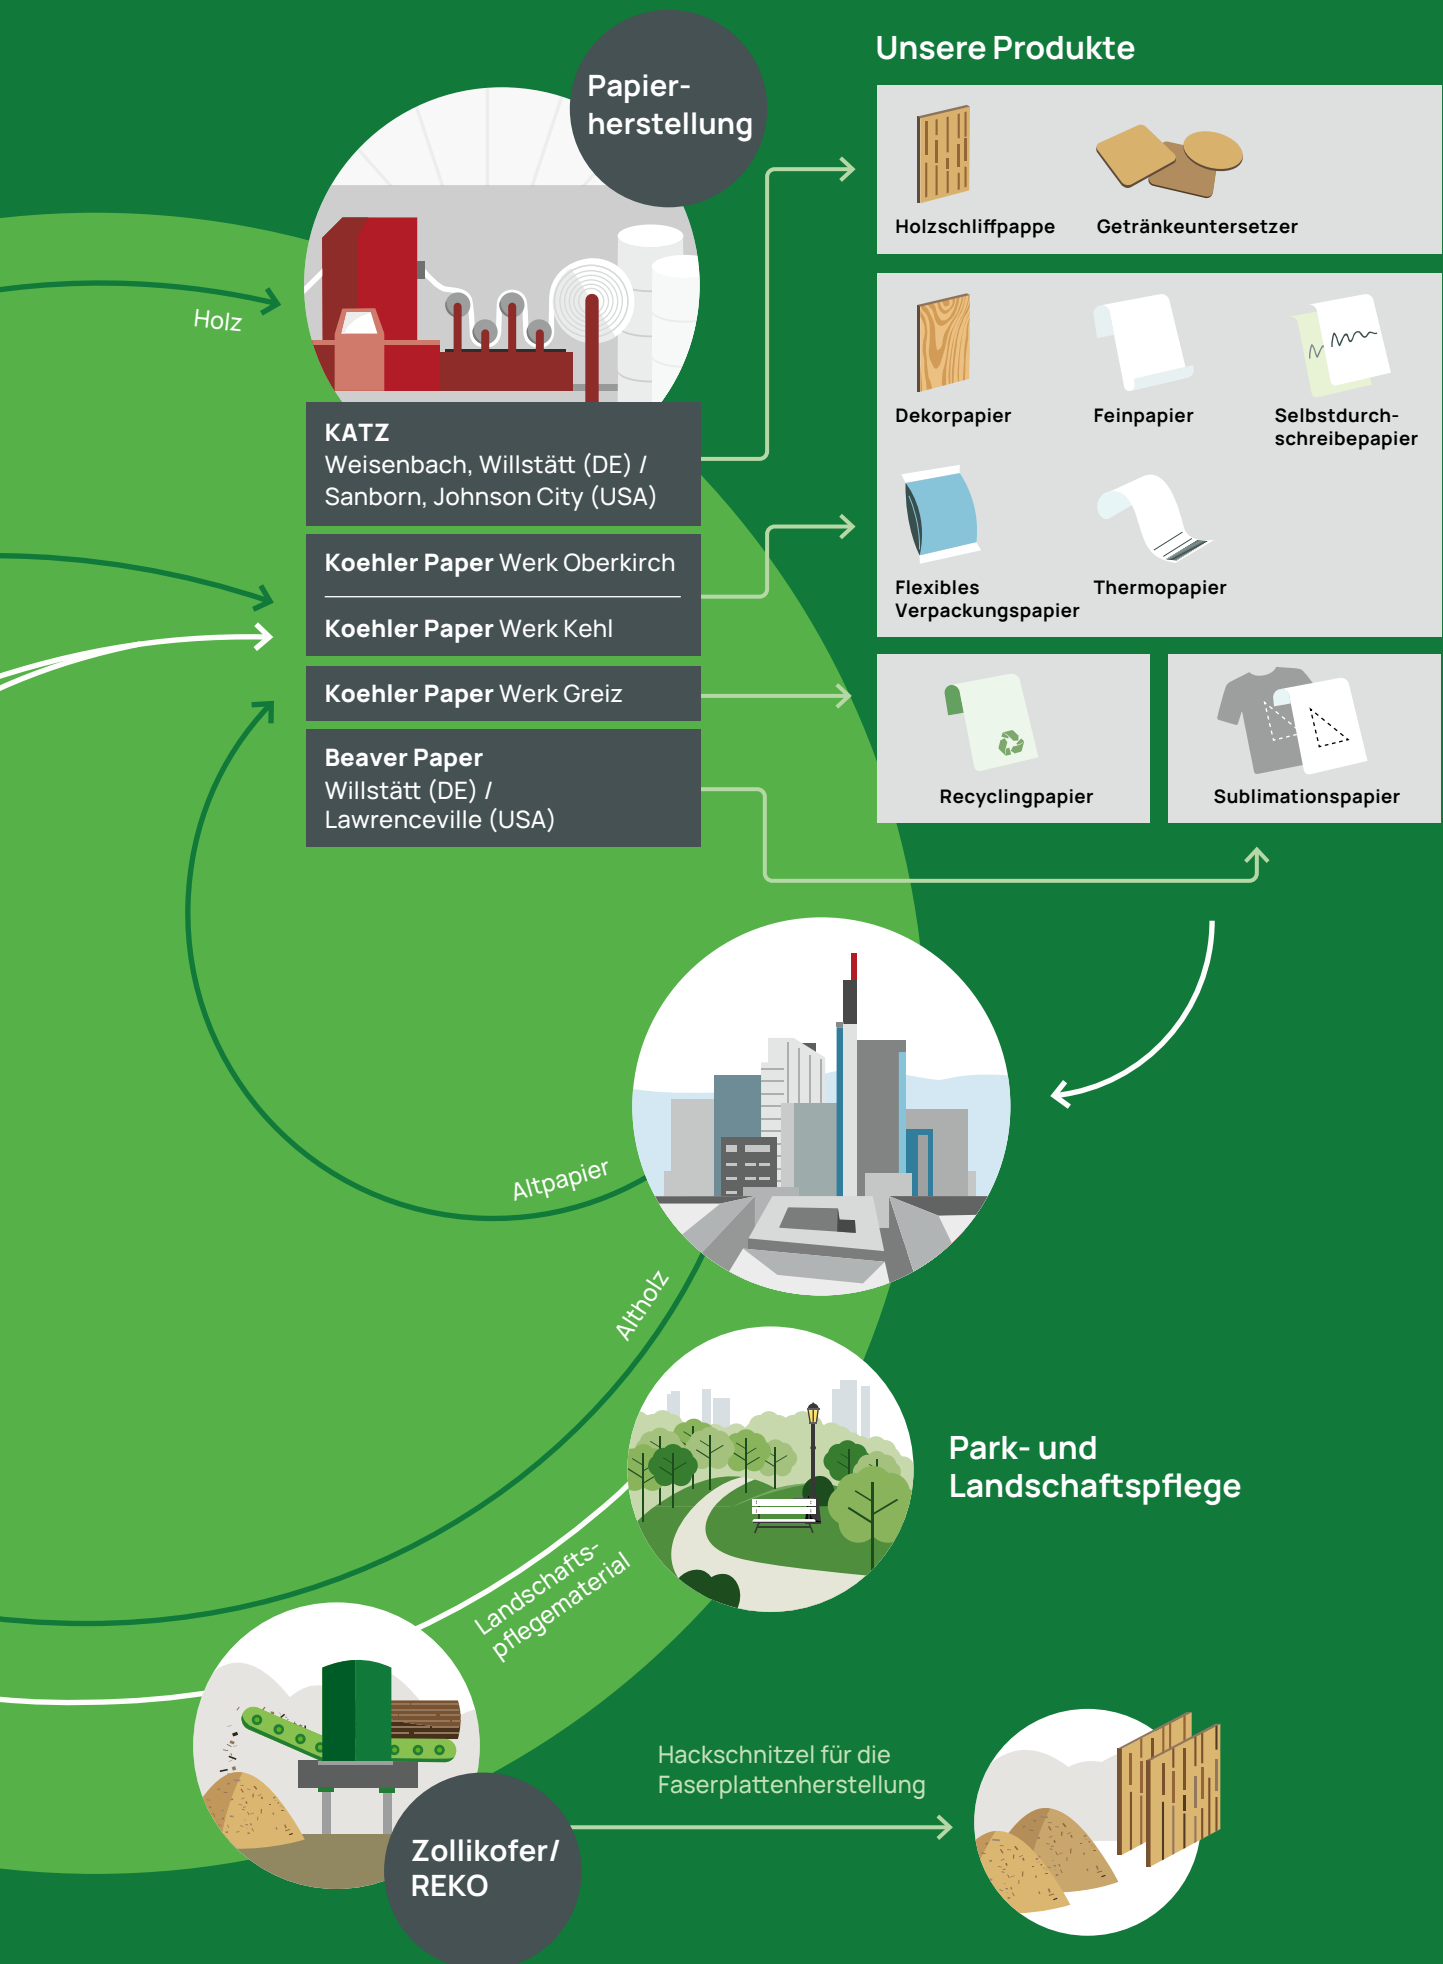 Papier-
herstellung
Unsere Produkte
Holzschliffpappe
Getränkeuntersetzer
Holz
Dekorpapier
Feinpapier
Selbstdurch-
schreibepapier
Flexibles
Verpackungspapier
Thermopapier
Recyclingpapier
Sublimationspapier
KATZ
Weisenbach, Willstätt (DE) /
Sanborn, Johnson City (USA)
Koehler Paper Werk Oberkirch
Koehler Paper Werk Kehl
Koehler Paper Werk Greiz
Beaver Paper
Willstätt (DE) /
Lawrenceville (USA)
Altpapier
Altholz
Park- und
Landschaftspflege
Landschafts-
pflegematerial
Hackschnitzel für die
Faserplattenherstellung
Zollikofer/
REKO